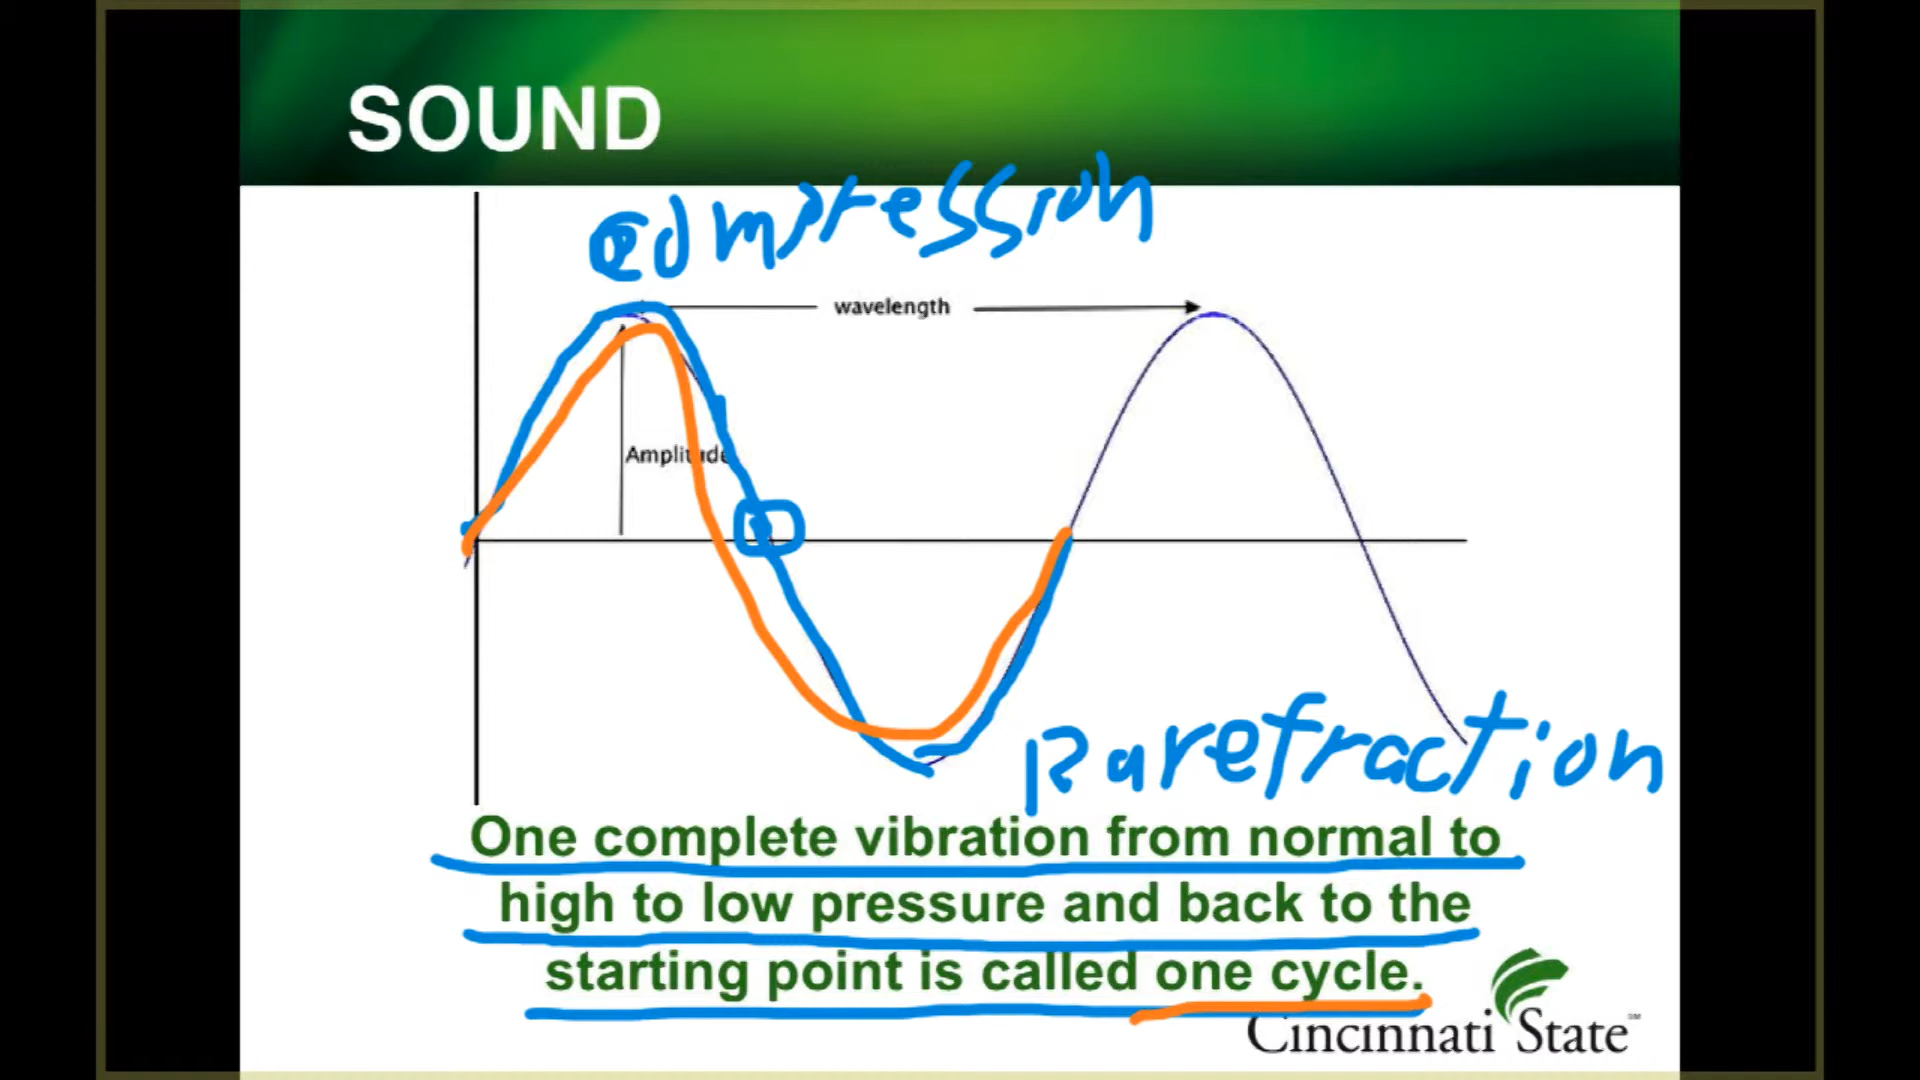 SOUND
compression
wavelength
Amplitude
Rarefraction
One complete vibration from normal to
high to low pressure and back to the
starting point is called one cycle.
Cincinnati State℠